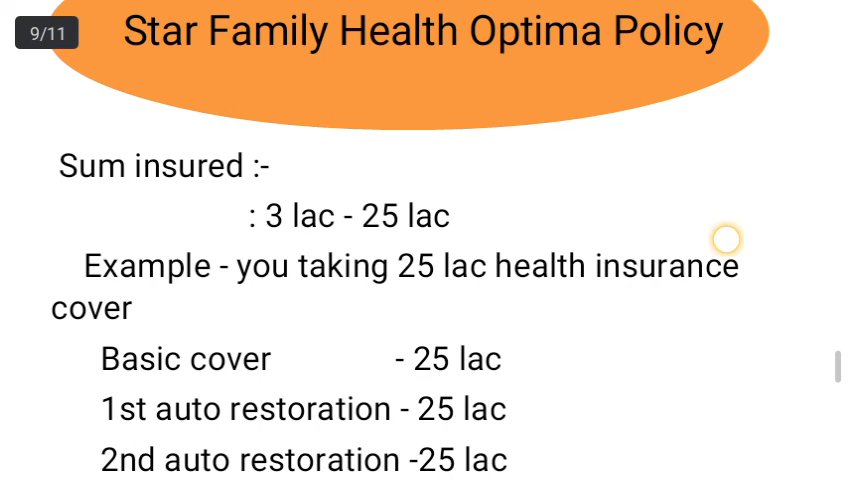 9/11
Star Family Health Optima Policy
Sum insured :-
: 3 lac - 25 lac
Example - you taking 25 lac health insurance
cover
Basic cover - 25 lac
1st auto restoration - 25 lac
2nd auto restoration -25 lac